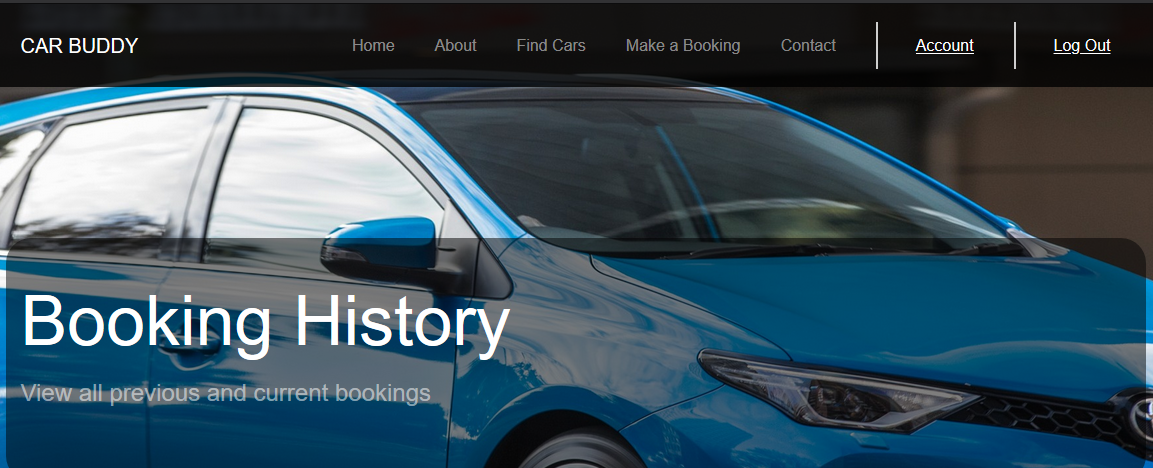 CAR BUDDY Home About Find Cars Make a Booking Contact Account Log Out
Booking History
View all previous and current bookings